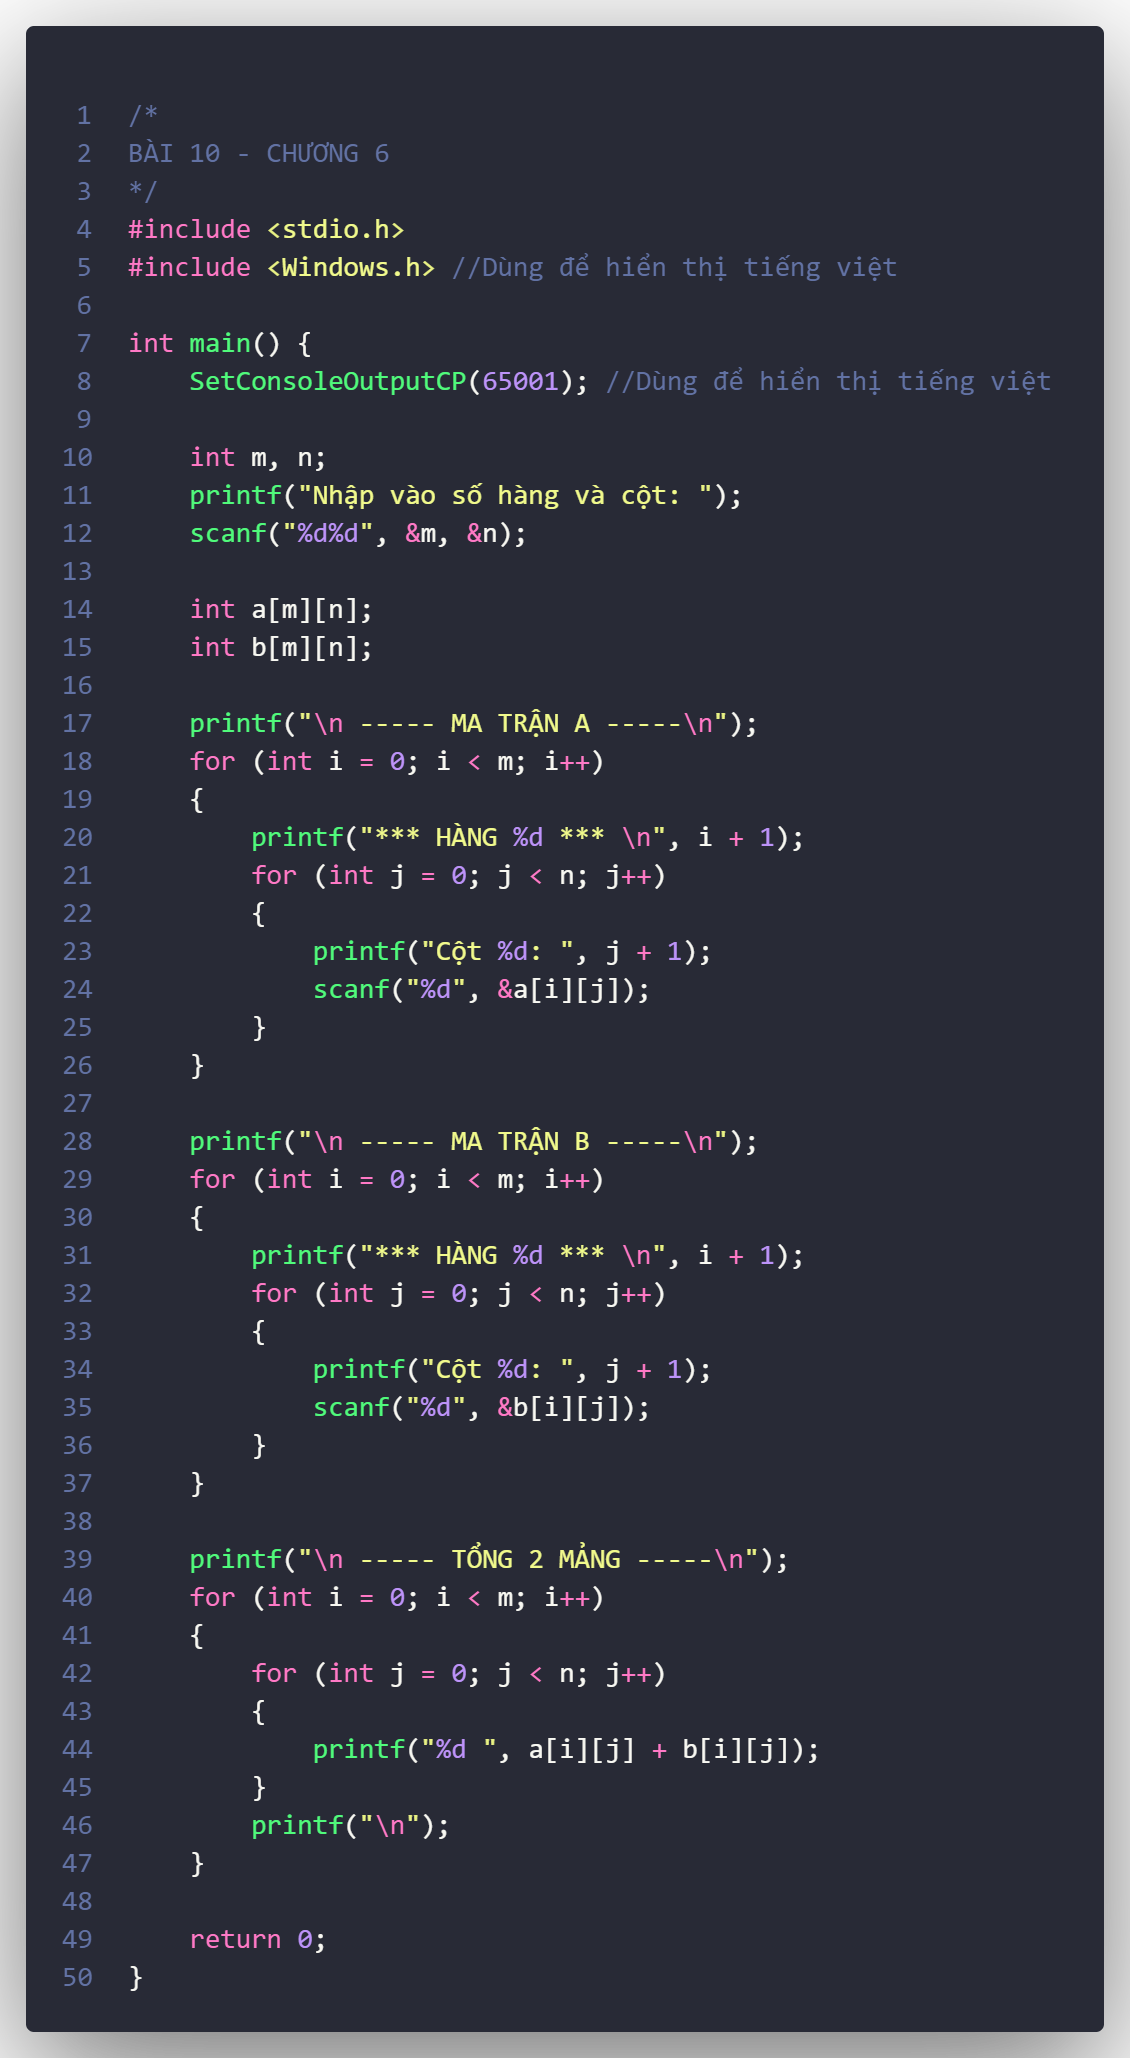 1 /*
2 BÀI 10 - CHƯƠNG 6
3 */
4 #include <stdio.h>
5 #include <Windows.h> //Dùng để hiển thị tiếng việt
6
7 int main() {
8     SetConsoleOutputCP(65001); //Dùng để hiển thị tiếng việt
9
10     int m, n;
11     printf("Nhập vào số hàng và cột: ");
12     scanf("%d%d", &m, &n);
13
14     int a[m][n];
15     int b[m][n];
16
17     printf("\n ----- MA TRẬN A -----\n");
18     for (int i = 0; i < m; i++)
19     {
20         printf("*** HÀNG %d *** \n", i + 1);
21         for (int j = 0; j < n; j++)
22         {
23             printf("Cột %d: ", j + 1);
24             scanf("%d", &a[i][j]);
25         }
26     }
27
28     printf("\n ----- MA TRẬN B -----\n");
29     for (int i = 0; i < m; i++)
30     {
31         printf("*** HÀNG %d *** \n", i + 1);
32         for (int j = 0; j < n; j++)
33         {
34             printf("Cột %d: ", j + 1);
35             scanf("%d", &b[i][j]);
36         }
37     }
38
39     printf("\n ----- TỔNG 2 MẢNG -----\n");
40     for (int i = 0; i < m; i++)
41     {
42         for (int j = 0; j < n; j++)
43         {
44             printf("%d ", a[i][j] + b[i][j]);
45         }
46         printf("\n");
47     }
48
49     return 0;
50 }